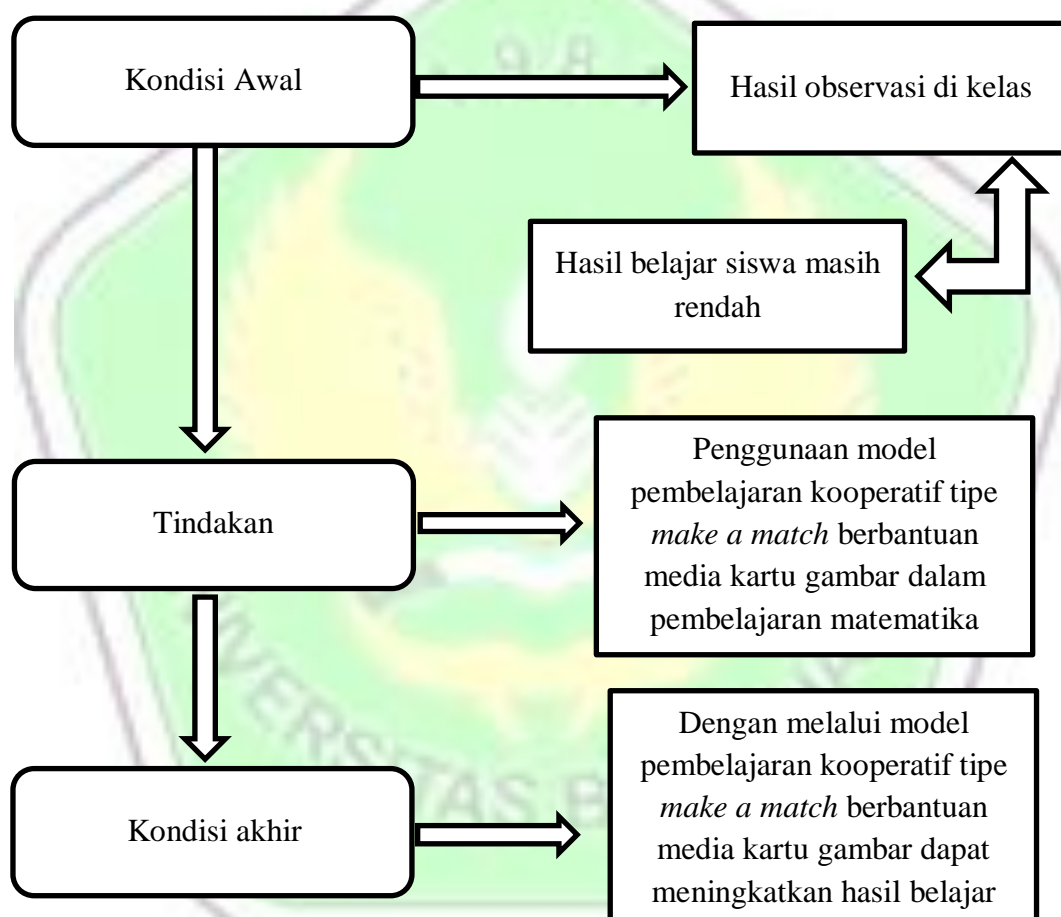 Kondisi Awal
Hasil observasi di kelas
Hasil belajar siswa masih
rendah
Tindakan
Penggunaan model
pembelajaran kooperatif tipe
make a match berbantuan
media kartu gambar dalam
pembelajaran matematika
Kondisi akhir
Dengan melalui model
pembelajaran kooperatif tipe
make a match berbantuan
media kartu gambar dapat
meningkatkan hasil belajar